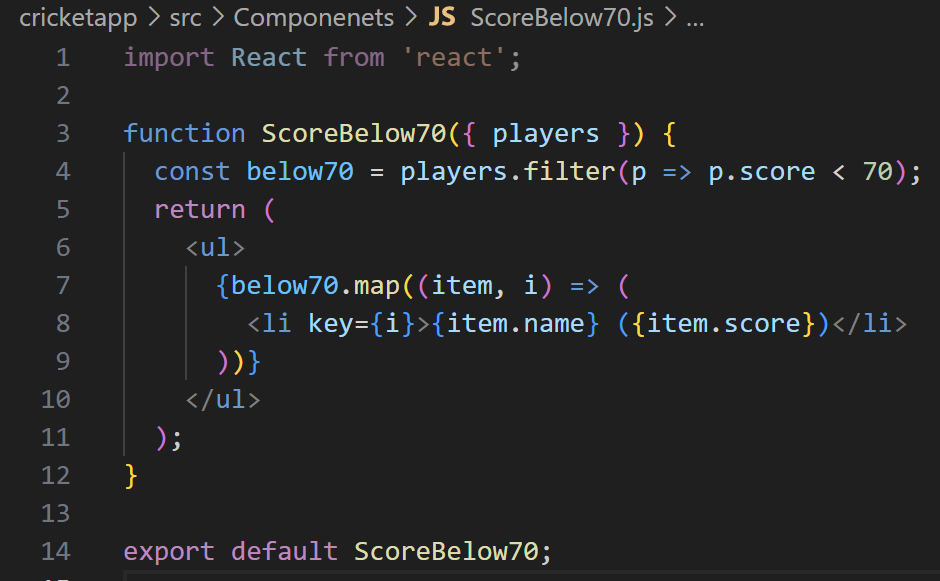 cricketapp > src > Componenets > JS ScoreBelow70.js > ...
1 import React from 'react';
2
3 function ScoreBelow70({ players }) {
4   const below70 = players.filter(p => p.score < 70);
5   return (
6     <ul>
7       {below70.map((item, i) => (
8         <li key={i}>{item.name} ({item.score})</li>
9       ))}
10     </ul>
11   );
12 }
13
14 export default ScoreBelow70;